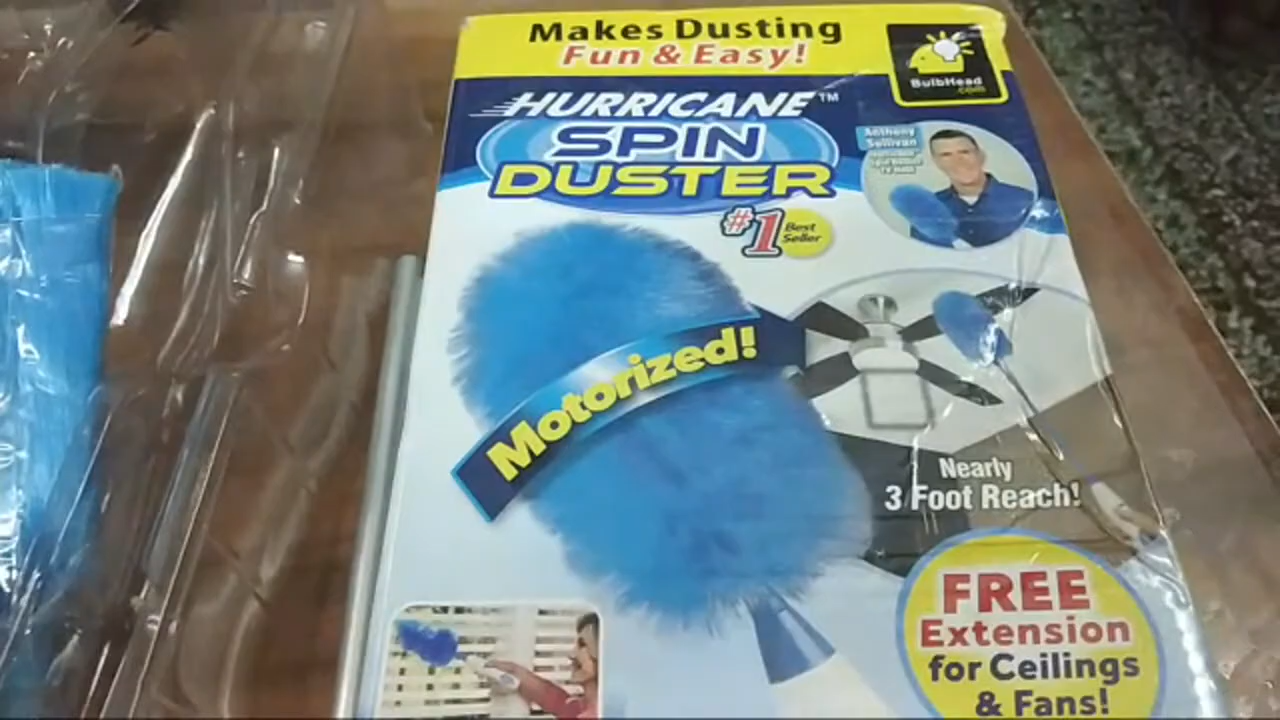 Makes Dusting
Fun & Easy!
BulbHead
.com
HURRICANE™
SPIN
DUSTER
Anthony
Sullivan
#1 Best
Seller
Motorized!
Nearly
3 Foot Reach!
FREE
Extension
for Ceilings
& Fans!